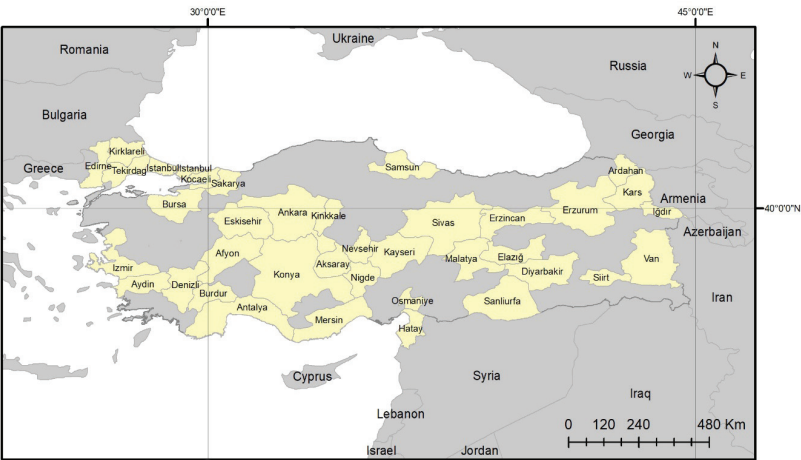 30°0'0"E
45°0'0"E
Ukraine
Romania
N
Russia
W
E
S
Bulgaria
Georgia
Kirklareli
Greece
Edirne
Tekirdag
Istanbul
Istanbul
Kocaeli
Sakarya
Samsun
Ardahan
Kars
Armenia
Bursa
Iğdır
40°0'0"N
Ankara
Kinkkale
Eskisehir
Sivas
Erzincan
Erzurum
Azerbaijan
Afyon
Nevsehir
Kayseri
Malatya
Elazığ
Van
Izmir
Aksaray
Konya
Diyarbakir
Siirt
Aydin
Denizli
Nigde
Burdur
Iran
Antalya
Osmaniye
Sanliurfa
Mersin
Hatay
Cyprus
Syria
Iraq
Lebanon
0 120 240 480 Km
Israel
Jordan